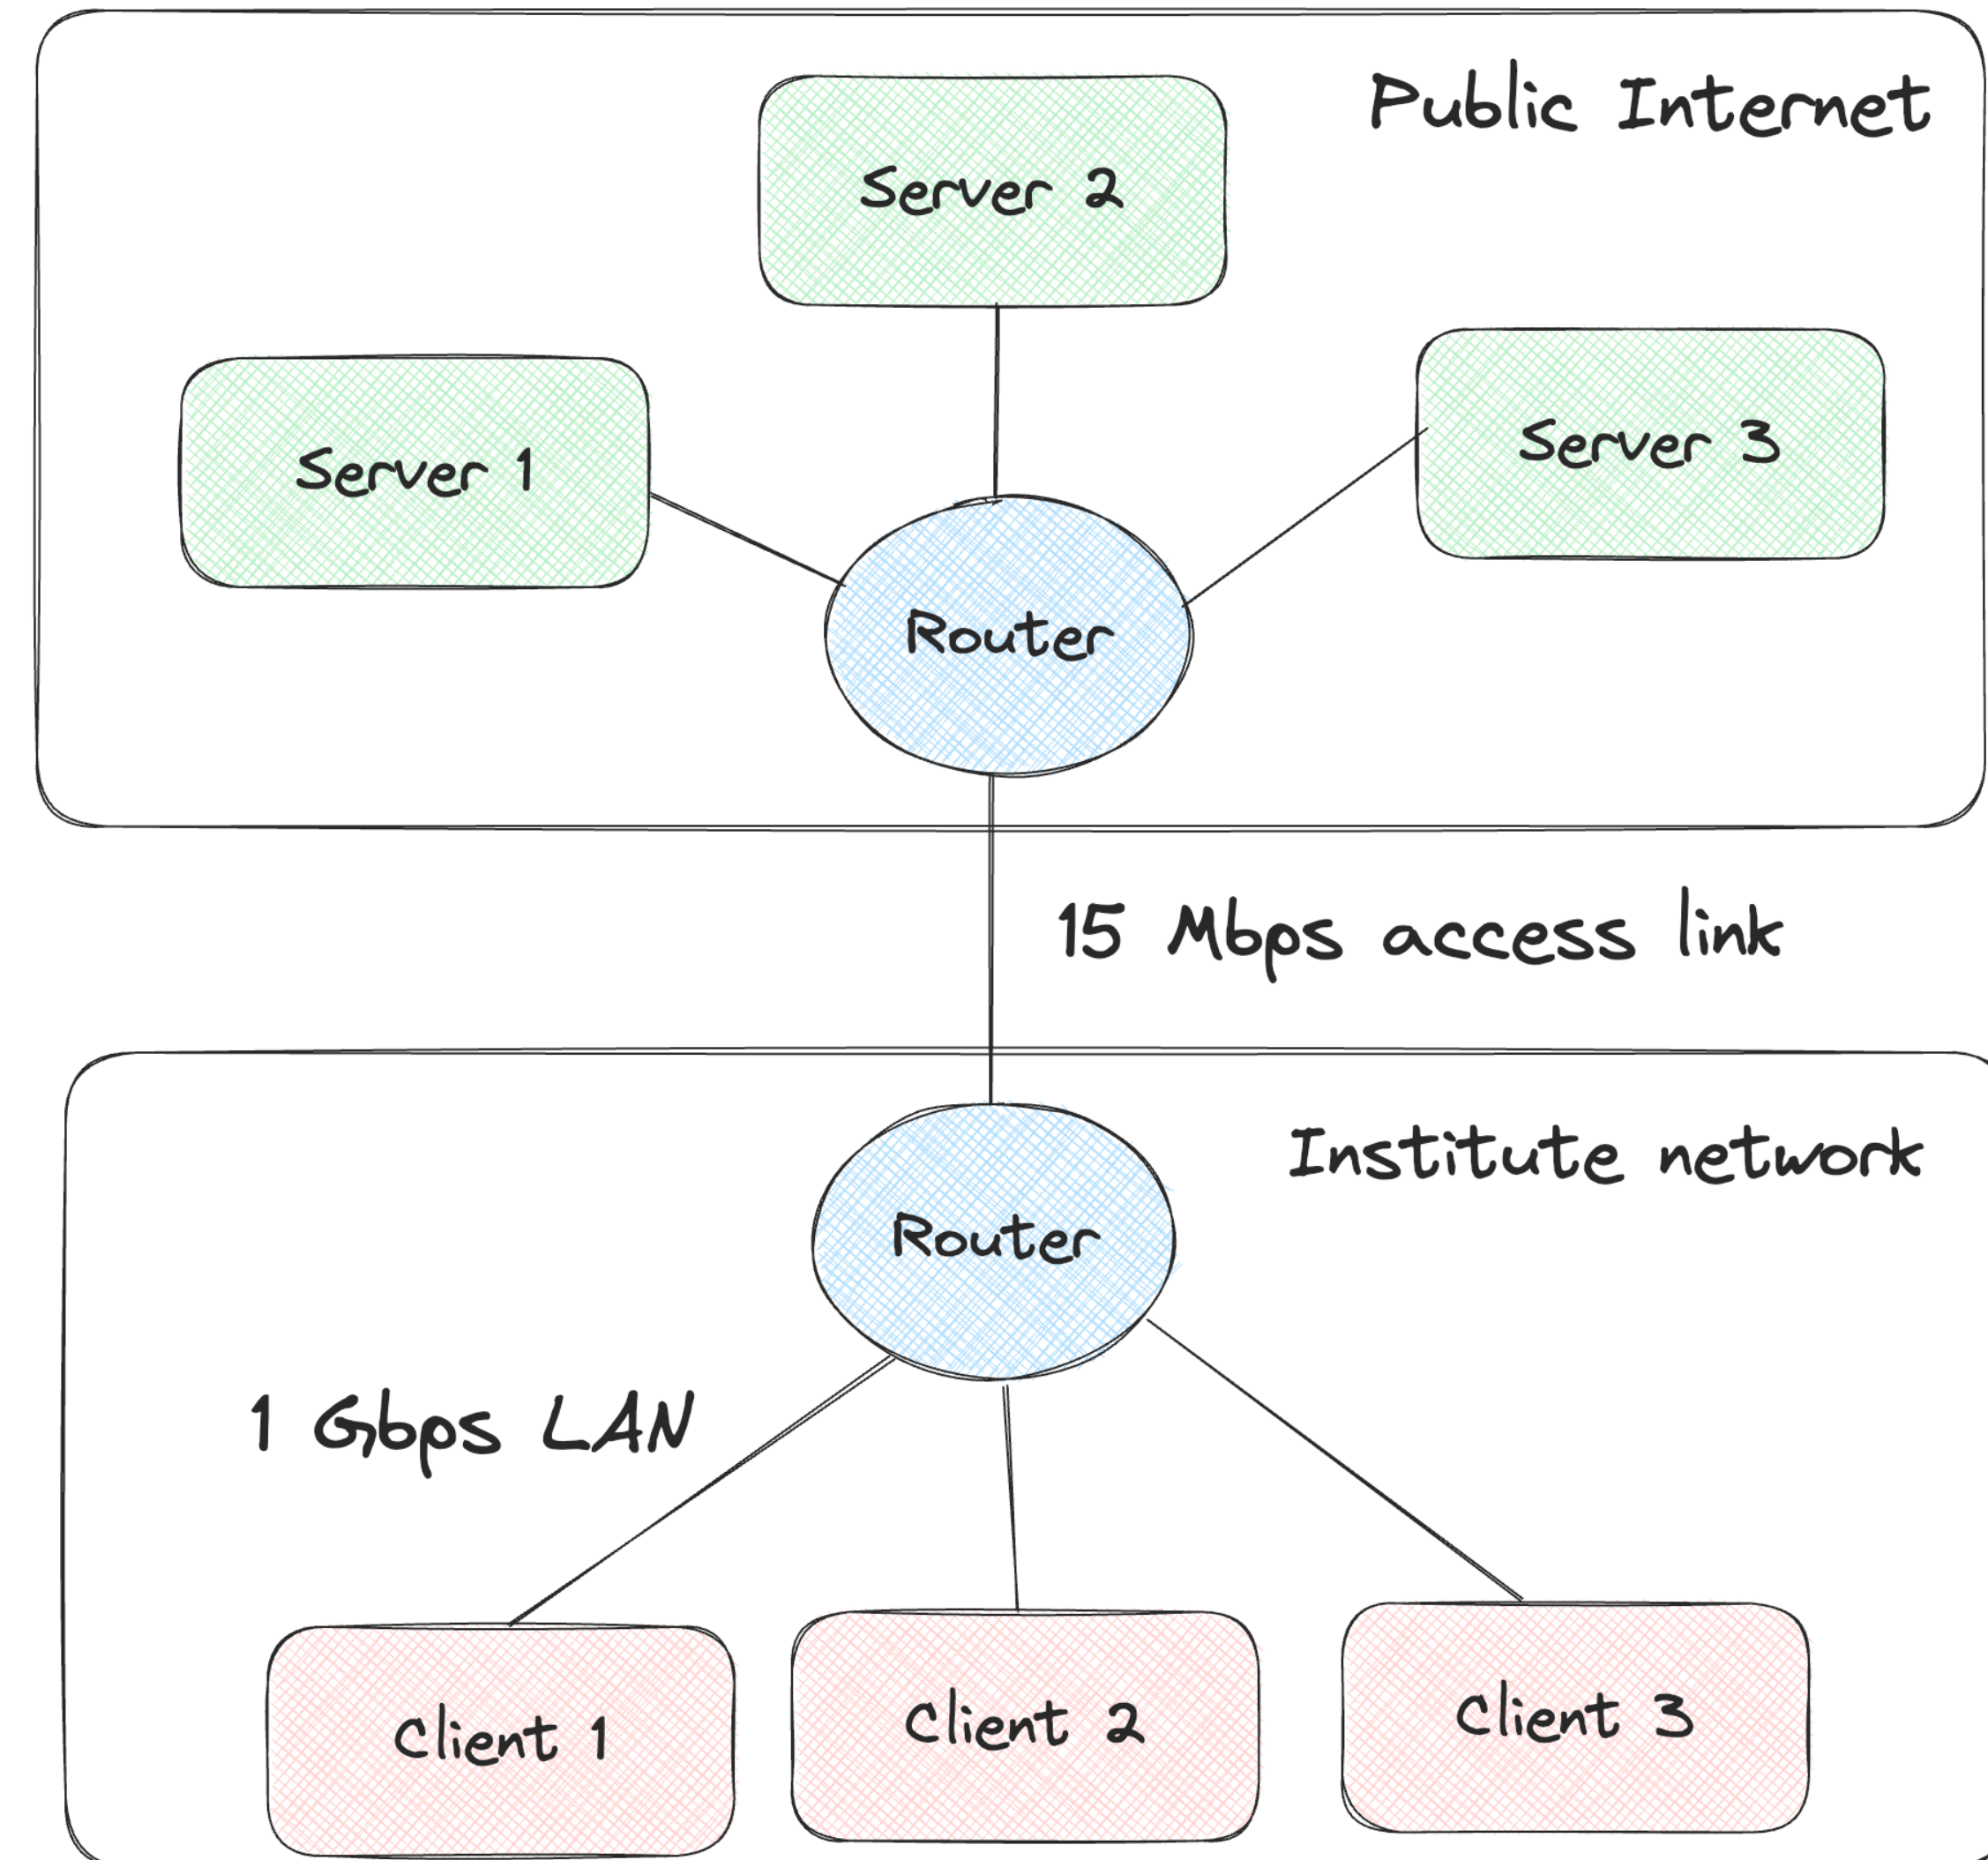 Public Internet
Server 2
Server 1
Server 3
Router
15 Mbps access link
Institute network
Router
1 Gbps LAN
Client 1
Client 2
Client 3